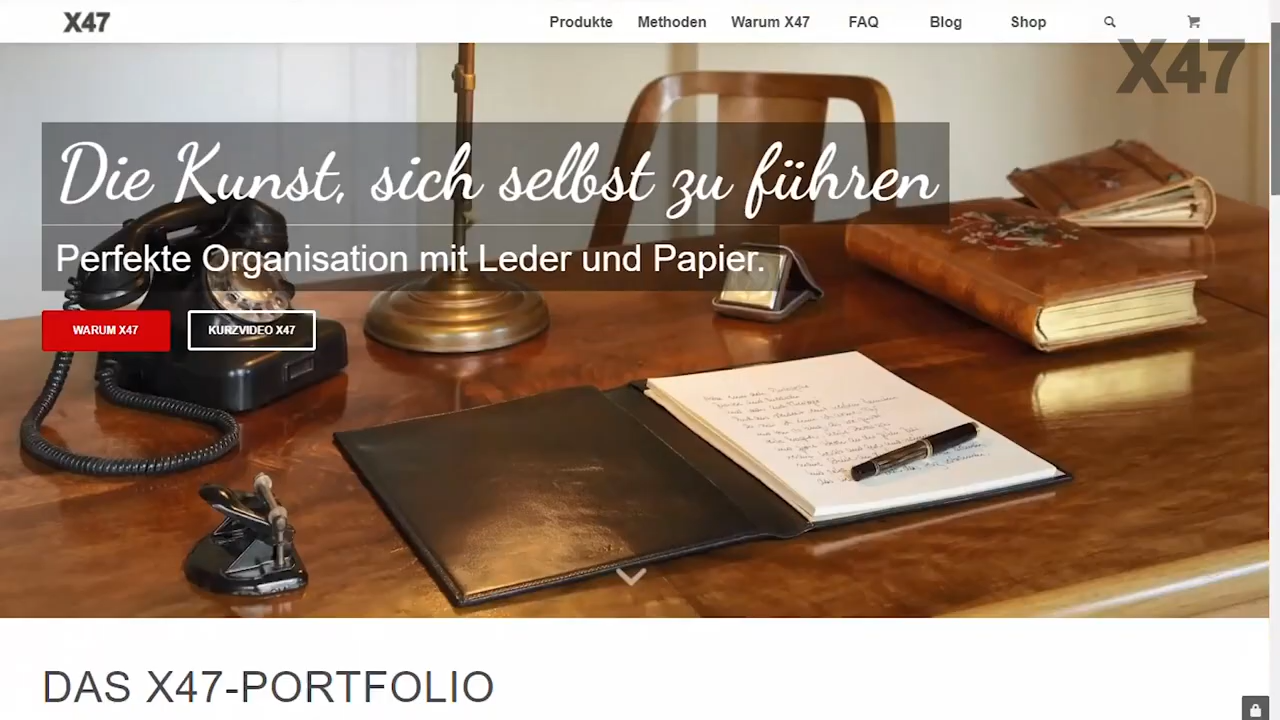 X47
Produkte Methoden Warum X47 FAQ Blog Shop
X47
Die Kunst, sich selbst zu führen
Perfekte Organisation mit Leder und Papier.
WARUM X47
KURZVIDEO X47
DAS X47-PORTFOLIO